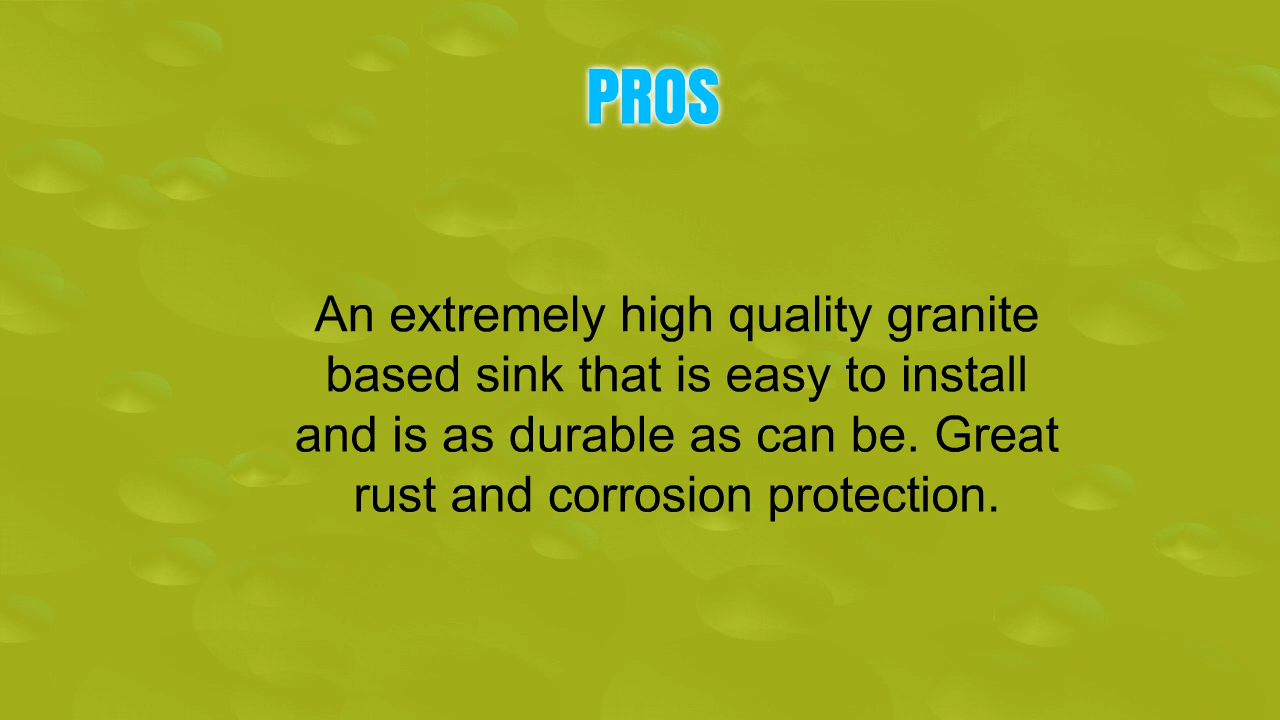 PROS
An extremely high quality granite
based sink that is easy to install
and is as durable as can be. Great
rust and corrosion protection.